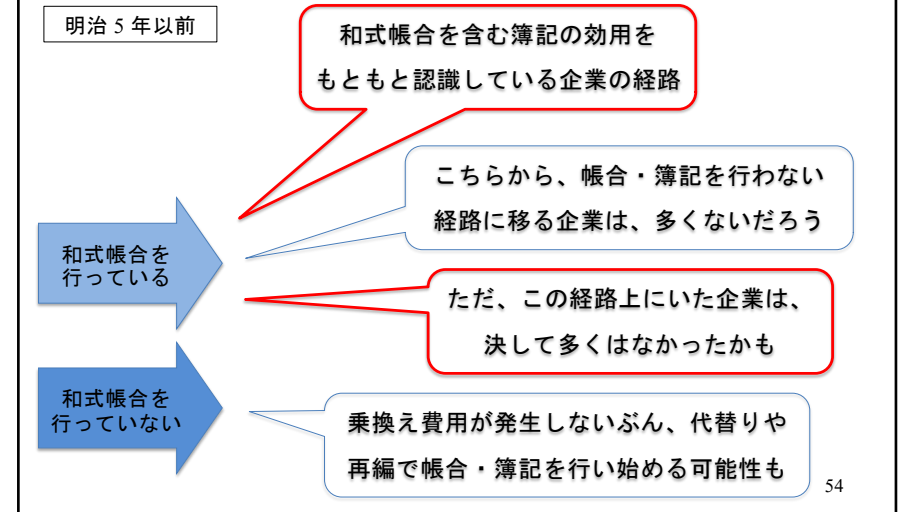 明治 5 年以前
和式帳合を含む簿記の効用を
もともと認識している企業の経路
こちらから、帳合・簿記を行わない
経路に移る企業は、多くないだろう
和式帳合を
行っている
ただ、この経路上にいた企業は、
決して多くはなかったかも
和式帳合を
行っていない
乗換え費用が発生しないぶん、代替りや
再編で帳合・簿記を行い始める可能性も
54